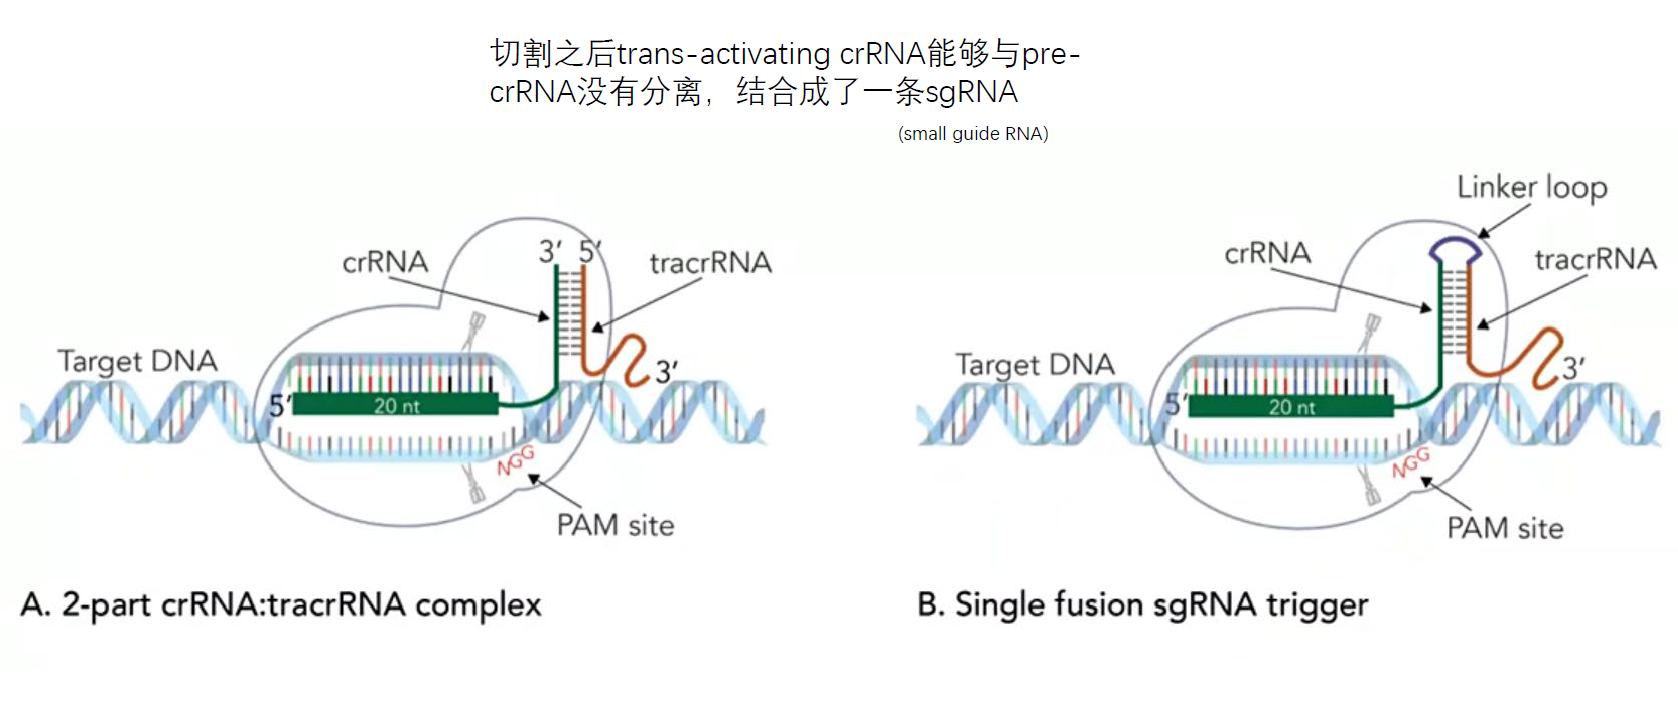 切割之后trans-activating crRNA能够与pre-
crRNA没有分离，结合成了一条sgRNA
(small guide RNA)
Linker loop
crRNA
3' 5'
tracrRNA
Target DNA
5'
20 nt
3'
NGG
PAM site
crRNA
tracrRNA
Target DNA
5'
20 nt
3'
NGG
PAM site
A. 2-part crRNA:tracrRNA complex
B. Single fusion sgRNA trigger